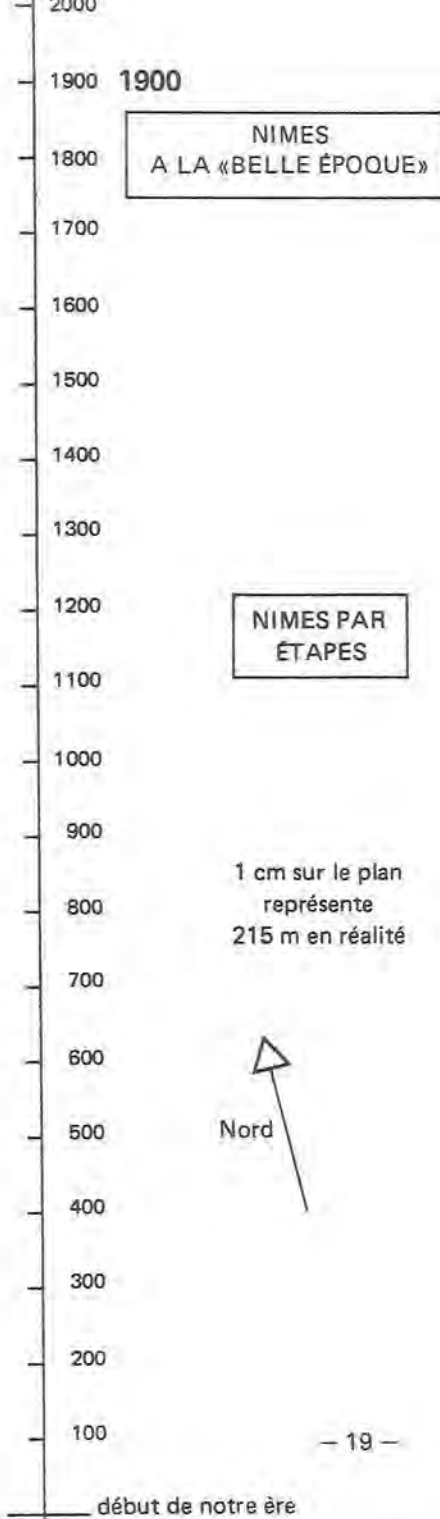 2000
1900 1900
NIMES
A LA «BELLE ÉPOQUE»
1800
1700
1600
1500
1400
1300
1200
NIMES PAR
ÉTAPES
1100
1000
900
1 cm sur le plan
représente
215 m en réalité
800
700
600
Nord
500
400
300
200
100
— 19 —
début de notre ère